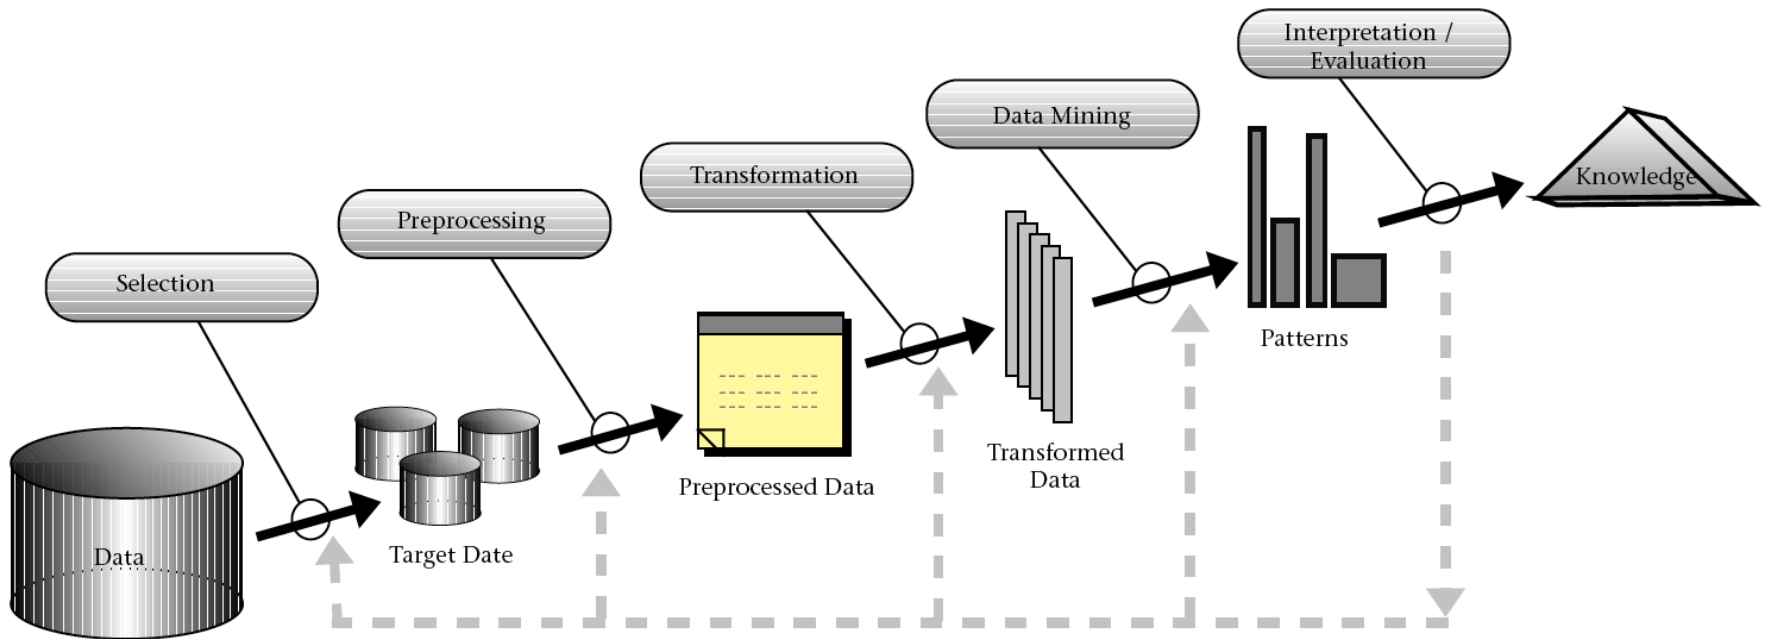 Interpretation /
Evaluation
Data Mining
Transformation
Knowledge
Preprocessing
Selection
Patterns
Transformed
Data
Preprocessed Data
Target Date
Data